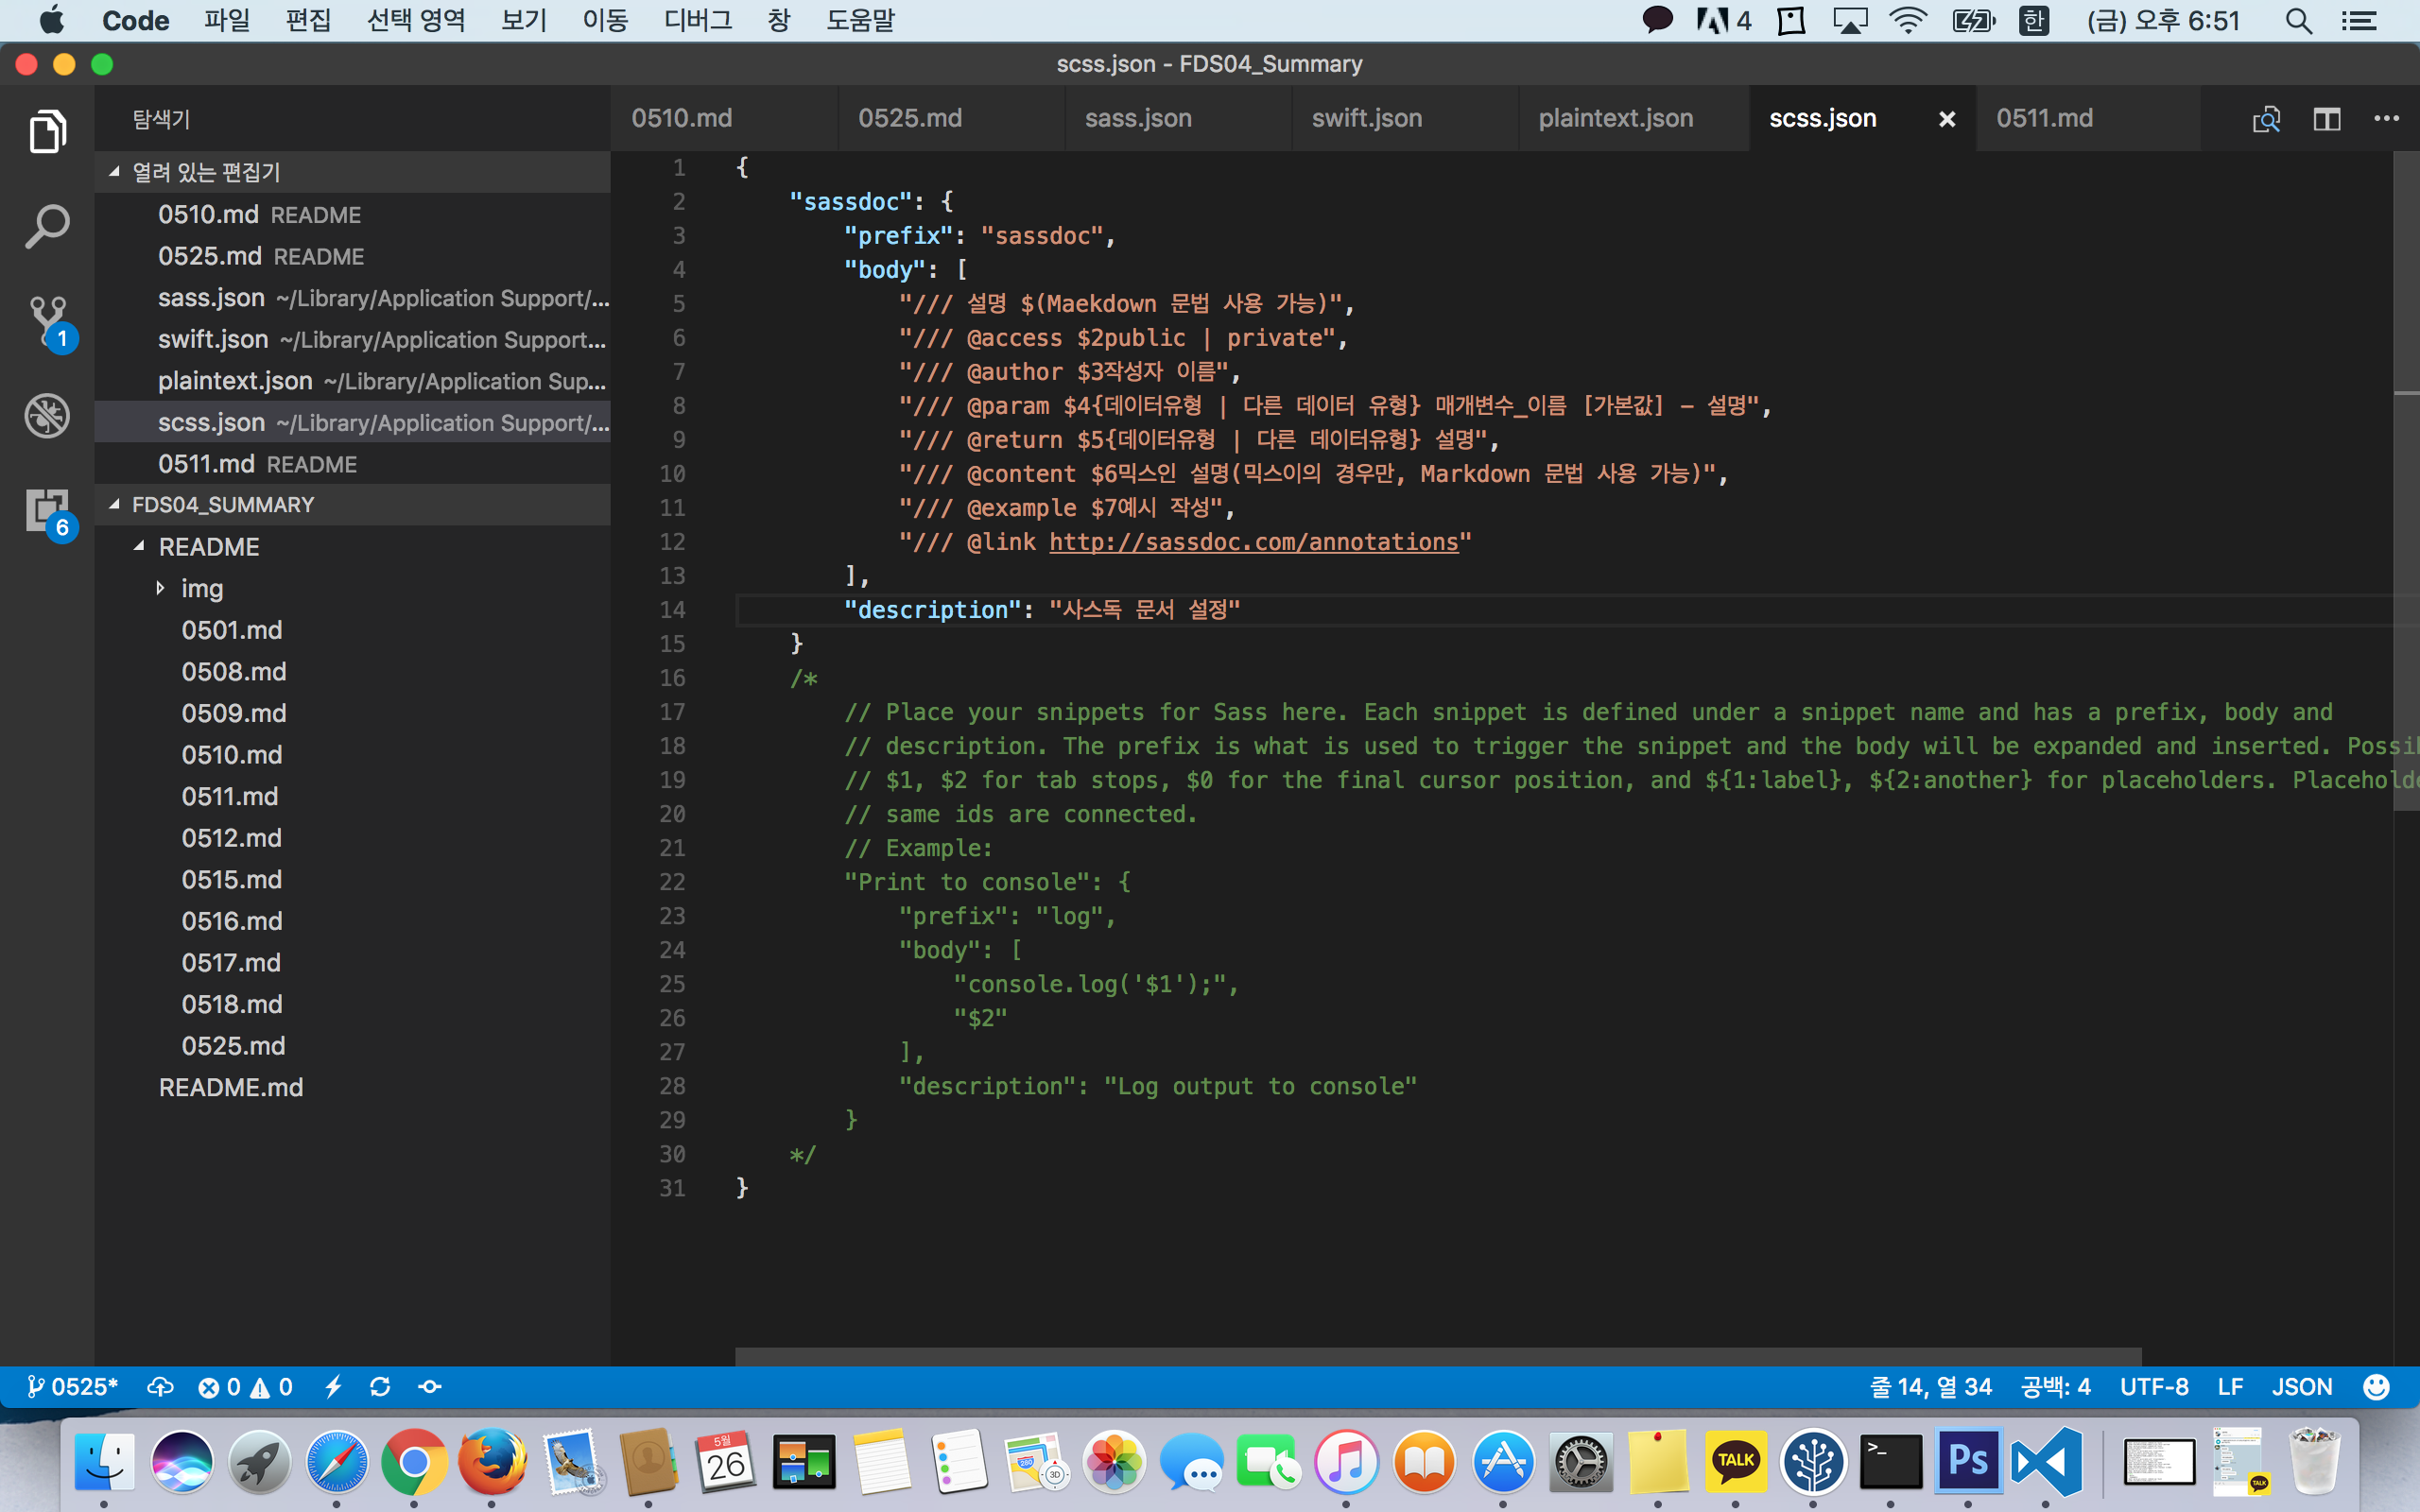 Code 파일 편집 선택 영역 보기 이동 디버그 창 도움말 4 한 (금) 오후 6:51
scss.json - FDS04_Summary
탐색기
0510.md 0525.md sass.json swift.json plaintext.json scss.json 0511.md
열려 있는 편집기
0510.md README
0525.md README
sass.json ~/Library/Application Support/...
swift.json ~/Library/Application Support...
plaintext.json ~/Library/Application Sup...
scss.json ~/Library/Application Support/...
0511.md README
1
6
FDS04_SUMMARY
README
img
0501.md
0508.md
0509.md
0510.md
0511.md
0512.md
0515.md
0516.md
0517.md
0518.md
0525.md
README.md
1 {
2 "sassdoc": {
3 "prefix": "sassdoc",
4 "body": [
5 "/// 설명 $(Maekdown 문법 사용 가능)",
6 "/// @access $2public | private",
7 "/// @author $3작성자 이름",
8 "/// @param $4{데이터유형 | 다른 데이터 유형} 매개변수_이름 [가본값] - 설명",
9 "/// @return $5{데이터유형 | 다른 데이터유형} 설명",
10 "/// @content $6믹스인 설명(믹스이의 경우만, Markdown 문법 사용 가능)",
11 "/// @example $7예시 작성",
12 "/// @link http://sassdoc.com/annotations"
13 ],
14 "description": "사스독 문서 설정"
15 }
16 /*
17 // Place your snippets for Sass here. Each snippet is defined under a snippet name and has a prefix, body and
18 // description. The prefix is what is used to trigger the snippet and the body will be expanded and inserted. Possi
19 // $1, $2 for tab stops, $0 for the final cursor position, and ${1:label}, ${2:another} for placeholders. Placehold
20 // same ids are connected.
21 // Example:
22 "Print to console": {
23 "prefix": "log",
24 "body": [
25 "console.log('$1');",
26 "$2"
27 ],
28 "description": "Log output to console"
29 }
30 */
31 }
0525* 0 0 줄 14, 열 34 공백: 4 UTF-8 LF JSON
5월
26
280
3D
TALK
>_
Ps
TALK